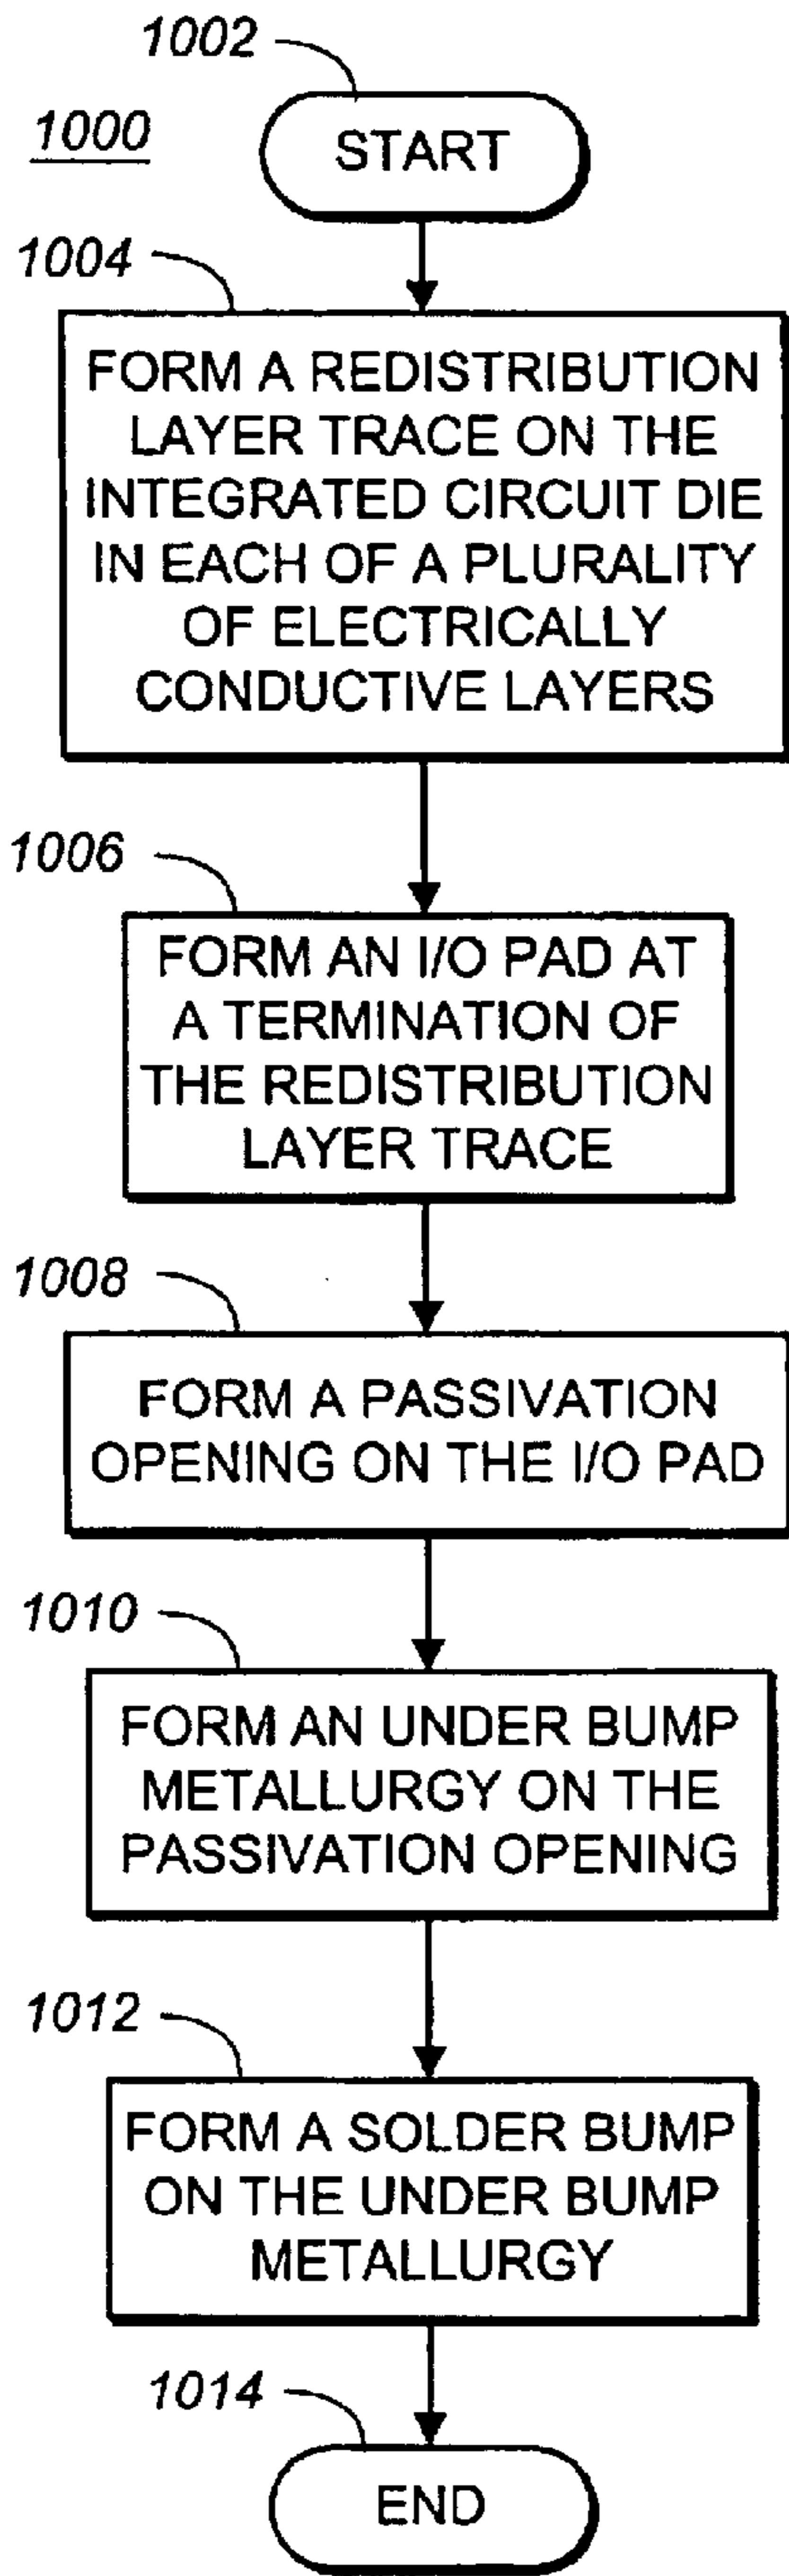 1002
1000
START
1004
FORM A REDISTRIBUTION
LAYER TRACE ON THE
INTEGRATED CIRCUIT DIE
IN EACH OF A PLURALITY
OF ELECTRICALLY
CONDUCTIVE LAYERS
1006
FORM AN I/O PAD AT
A TERMINATION OF
THE REDISTRIBUTION
LAYER TRACE
1008
FORM A PASSIVATION
OPENING ON THE I/O PAD
1010
FORM AN UNDER BUMP
METALLURGY ON THE
PASSIVATION OPENING
1012
FORM A SOLDER BUMP
ON THE UNDER BUMP
METALLURGY
1014
END